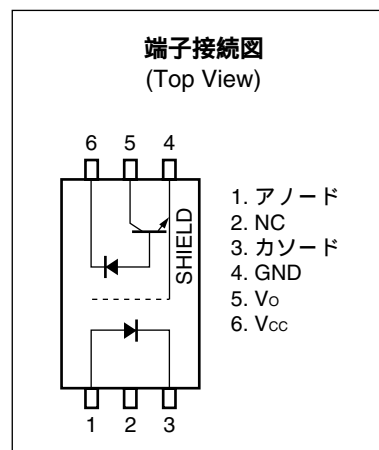 端子接続図
(Top View)
6 5 4
SHIELD
1 2 3
1. アノード
2. NC
3. カソード
4. GND
5. VO
6. VCC